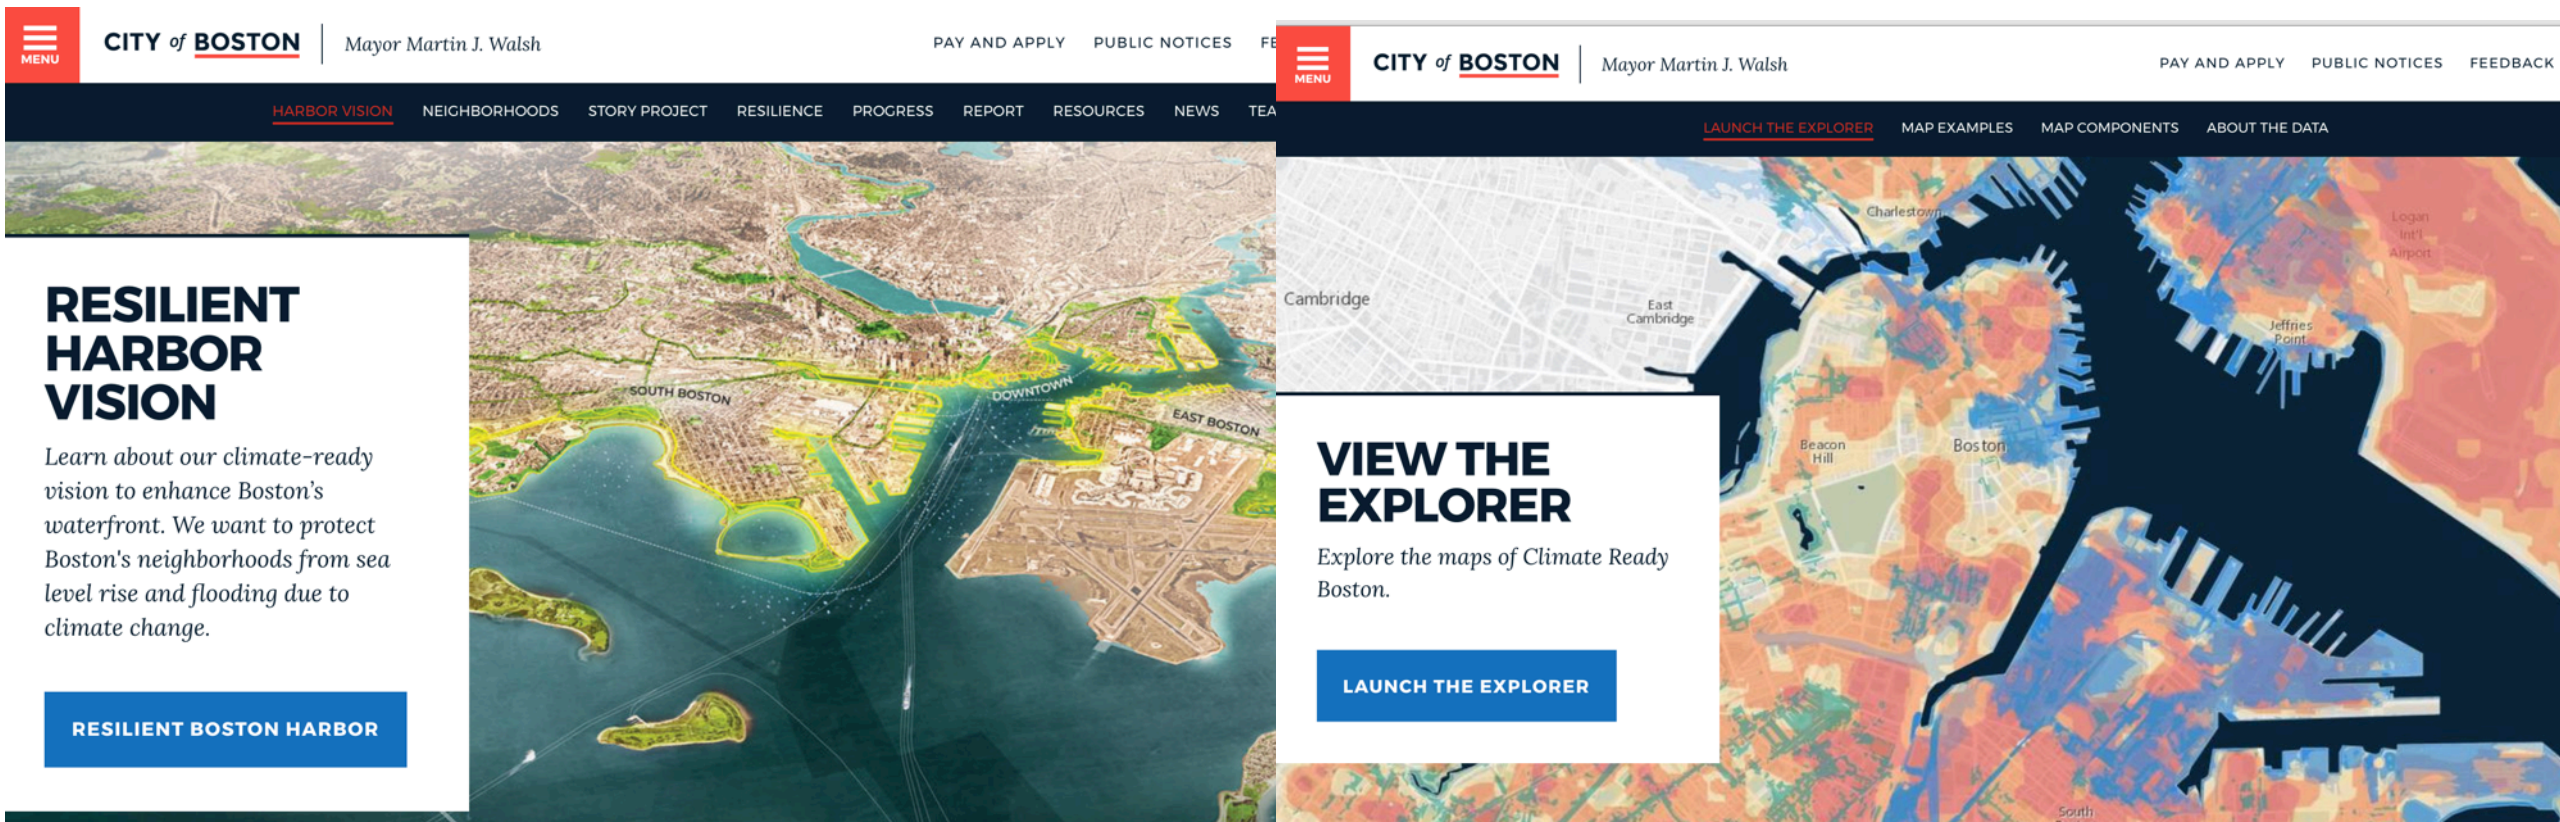 MENU
CITY of BOSTON
Mayor Martin J. Walsh
PAY AND APPLY PUBLIC NOTICES FE
HARBOR VISION NEIGHBORHOODS STORY PROJECT RESILIENCE PROGRESS REPORT RESOURCES NEWS TEA
RESILIENT
HARBOR
VISION
Learn about our climate-ready
vision to enhance Boston's
waterfront. We want to protect
Boston's neighborhoods from sea
level rise and flooding due to
climate change.
RESILIENT BOSTON HARBOR
SOUTH BOSTON
DOWNTOWN
EAST BOSTON
MENU
CITY of BOSTON
Mayor Martin J. Walsh
PAY AND APPLY PUBLIC NOTICES FEEDBACK
LAUNCH THE EXPLORER MAP EXAMPLES MAP COMPONENTS ABOUT THE DATA
Charlestown
Logan
Int'l
Airport
Cambridge
East
Cambridge
Jeffries
Point
Beacon
Hill
Boston
VIEW THE
EXPLORER
Explore the maps of Climate Ready
Boston.
LAUNCH THE EXPLORER
South